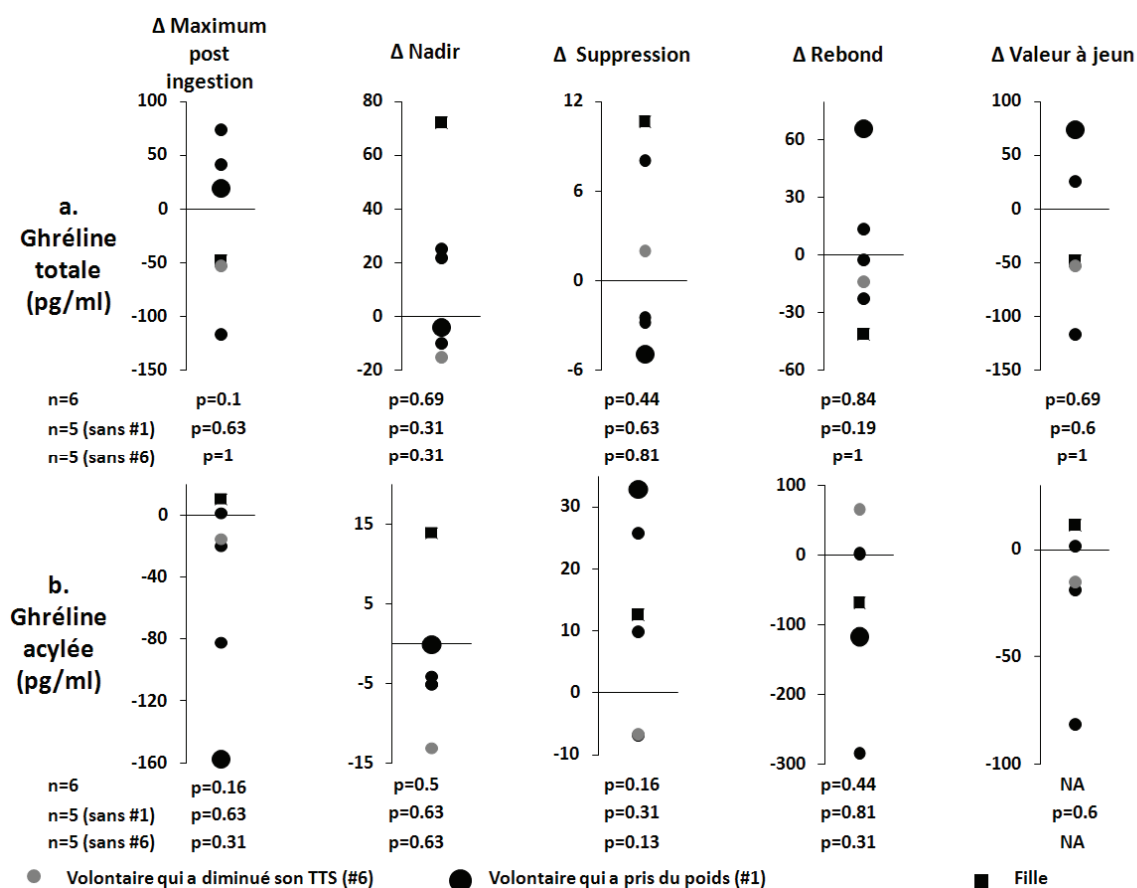 Δ Maximum
post
ingestion
Δ Nadir
Δ Suppression
Δ Rebond
Δ Valeur à jeun
a.
Ghréline
totale
(pg/ml)
100
50
0
-50
-100
-150
80
60
40
20
0
-20
12
6
0
-6
60
30
0
-30
-60
100
50
0
-50
-100
-150
n=6 p=0.1 p=0.69 p=0.44 p=0.84 p=0.69
n=5 (sans #1) p=0.63 p=0.31 p=0.63 p=0.19 p=0.6
n=5 (sans #6) p=1 p=0.31 p=0.81 p=1 p=1
b.
Ghréline
acylée
(pg/ml)
0
-40
-80
-120
-160
15
5
-5
-15
30
20
10
0
-10
100
0
-100
-200
-300
0
-50
-100
n=6 p=0.16 p=0.5 p=0.16 p=0.44 NA
n=5 (sans #1) p=0.63 p=0.63 p=0.31 p=0.81 p=0.6
n=5 (sans #6) p=0.31 p=0.63 p=0.13 p=0.31 NA
Volontaire qui a diminué son TTS (#6) Volontaire qui a pris du poids (#1) Fille